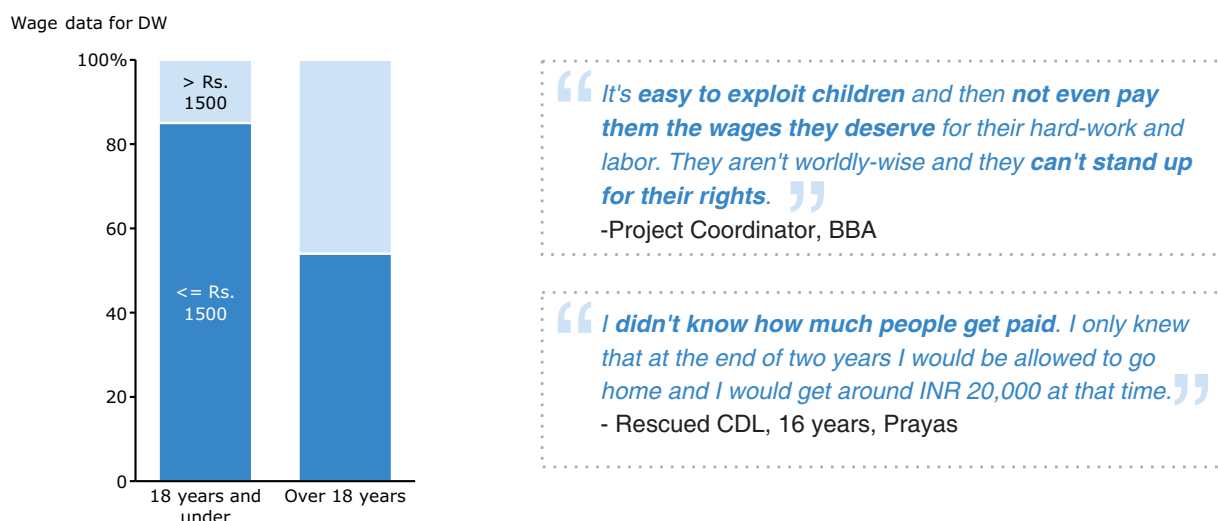 Wage data for DW
100%
80
60
40
20
0
> Rs.
1500
<= Rs.
1500
18 years and
under
Over 18 years
“ It's easy to exploit children and then not even pay
them the wages they deserve for their hard-work and
labor. They aren't worldly-wise and they can't stand up
for their rights. ”
-Project Coordinator, BBA
“ I didn't know how much people get paid. I only knew
that at the end of two years I would be allowed to go
home and I would get around INR 20,000 at that time. ”
- Rescued CDL, 16 years, Prayas